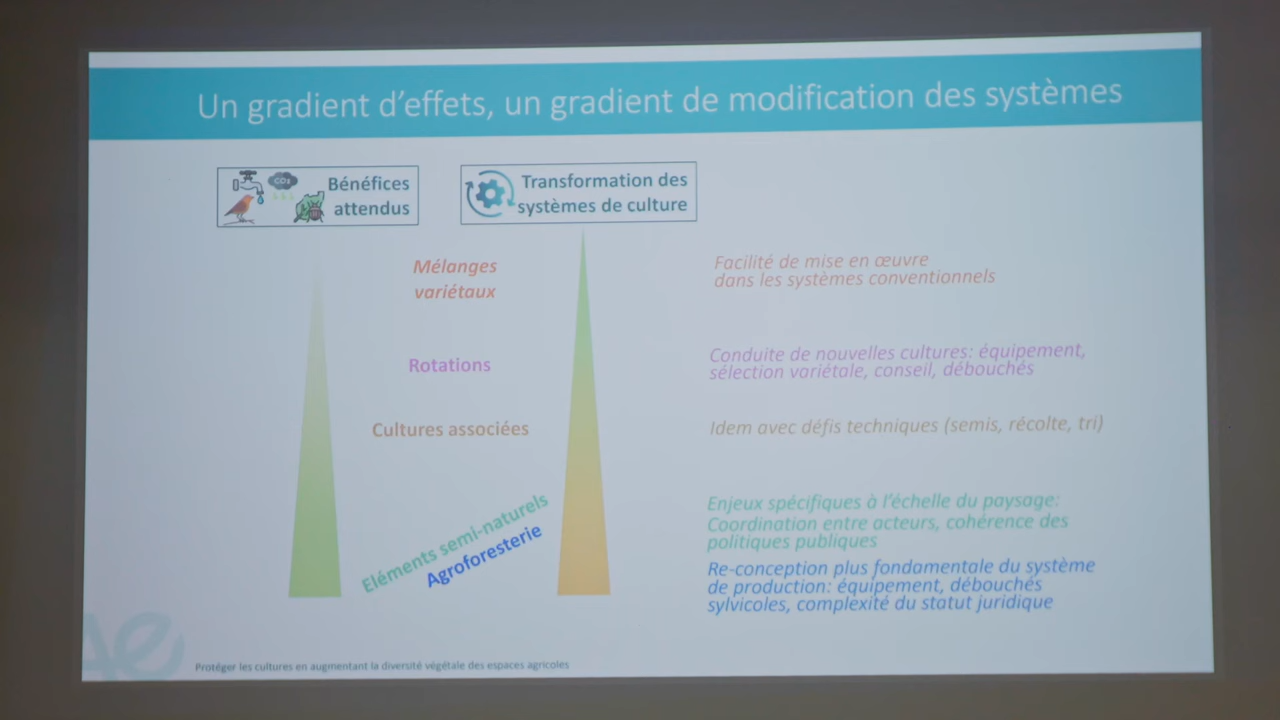 Un gradient d'effets, un gradient de modification des systèmes
CO₂
Bénéfices
attendus
Transformation des
systèmes de culture
Mélanges
variétaux
Facilité de mise en œuvre
dans les systèmes conventionnels
Rotations
Conduite de nouvelles cultures: équipement,
sélection variétale, conseil, débouchés
Cultures associées
Idem avec défis techniques (semis, récolte, tri)
Eléments semi-naturels
Agroforesterie
Enjeux spécifiques à l'échelle du paysage:
Coordination entre acteurs, cohérence des
politiques publiques
Re-conception plus fondamentale du système
de production: équipement, débouchés
sylvicoles, complexité du statut juridique
Protéger les cultures en augmentant la diversité végétale des espaces agricoles